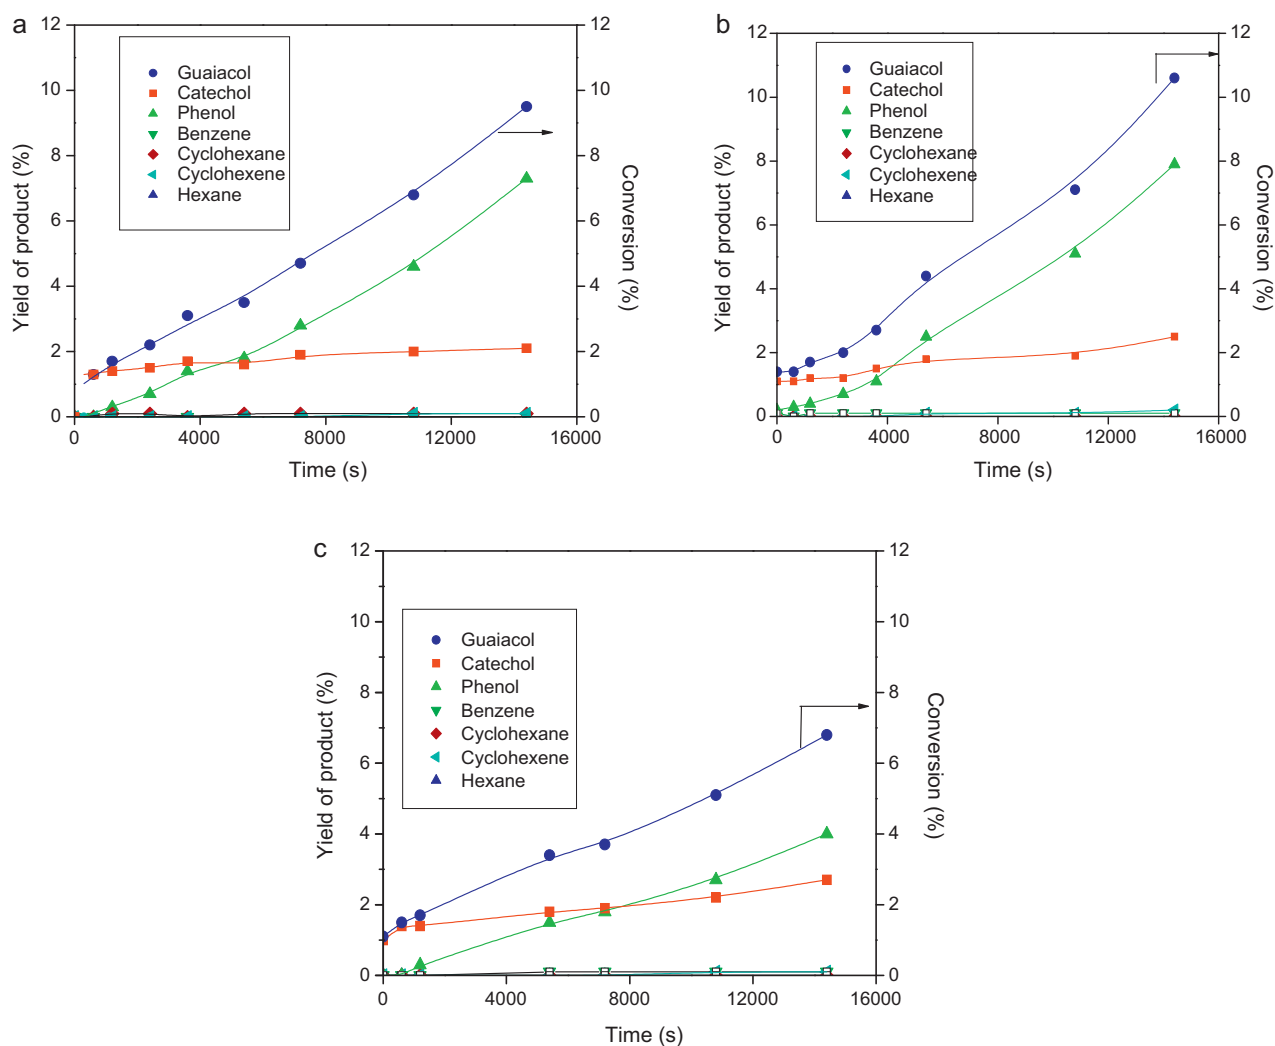 a
12
10
8
6
4
2
0
Yield of product (%)
Guaiacol
Catechol
Phenol
Benzene
Cyclohexane
Cyclohexene
Hexane
12
10
8
6
4
2
0
Conversion (%)
0 4000 8000 12000 16000
Time (s)
b
12
10
8
6
4
2
0
Yield of product (%)
Guaiacol
Catechol
Phenol
Benzene
Cyclohexane
Cyclohexene
Hexane
12
10
8
6
4
2
0
Conversion (%)
0 4000 8000 12000 16000
Time (s)
c
12
10
8
6
4
2
0
Yield of product (%)
Guaiacol
Catechol
Phenol
Benzene
Cyclohexane
Cyclohexene
Hexane
12
10
8
6
4
2
0
Conversion (%)
0 4000 8000 12000 16000
Time (s)